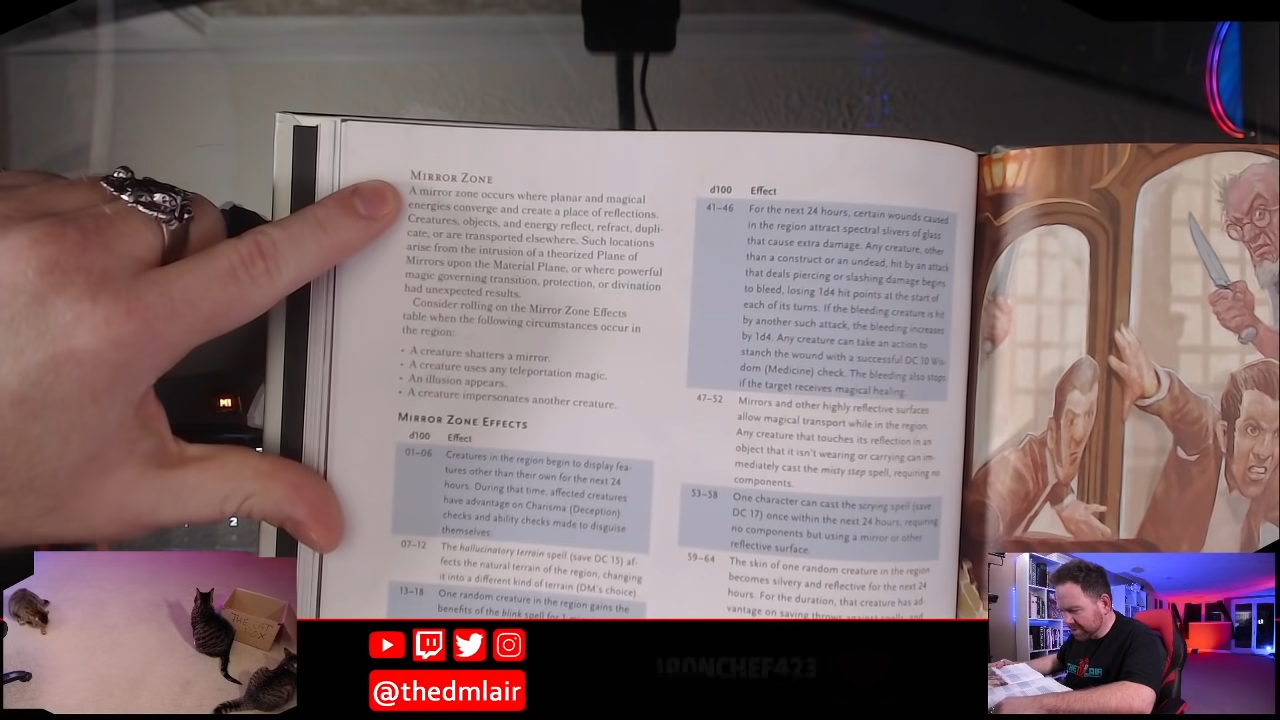 MIRROR ZONE
A mirror zone occurs where planar and magical
energies converge and create a place of reflections.
Creatures, objects, and energy reflect, refract, dupli-
cate, or are transported elsewhere. Such locations
arise from the intrusion of a theorized Plane of
Mirrors upon the Material Plane, or where powerful
magic governing transition, protection, or divination
had unexpected results.
Consider rolling on the Mirror Zone Effects
table when the following circumstances occur in
the region:
• A creature shatters a mirror.
• A creature uses any teleportation magic.
• An illusion appears.
• A creature impersonates another creature.
MIRROR ZONE EFFECTS
d100 Effect
01–06 Creatures in the region begin to display fea-
tures other than their own for the next 24
hours. During that time, affected creatures
have advantage on Charisma (Deception)
checks and ability checks made to disguise
themselves.
07–12 The hallucinatory terrain spell (save DC 15) af-
fects the natural terrain of the region, changing
it into a different kind of terrain (DM's choice).
13–18 One random creature in the region gains the
benefits of the blink spell for 1
d100 Effect
41–46 For the next 24 hours, certain wounds caused
in the region attract spectral slivers of glass
that cause extra damage. Any creature, other
than a construct or an undead, hit by an attack
that deals piercing or slashing damage begins
to bleed, losing 1d4 hit points at the start of
each of its turns. If the bleeding creature is hit
by another such attack, the bleeding increases
by 1d4. Any creature can take an action to
stanch the wound with a successful DC 10 Wis-
dom (Medicine) check. The bleeding also stops
if the target receives magical healing.
47–52 Mirrors and other highly reflective surfaces
allow magical transport while in the region.
Any creature that touches its reflection in an
object that it isn't wearing or carrying can im-
mediately cast the misty step spell, requiring no
components.
53–58 One character can cast the scrying spell (save
DC 17) once within the next 24 hours, requiring
no components but using a mirror or other
reflective surface.
59–64 The skin of one random creature in the region
becomes silvery and reflective for the next 24
hours. For the duration, that creature has ad-
vantage on saving throws against spells, and
THE CAT
BOX
@thedmlair
IRONCHEF423